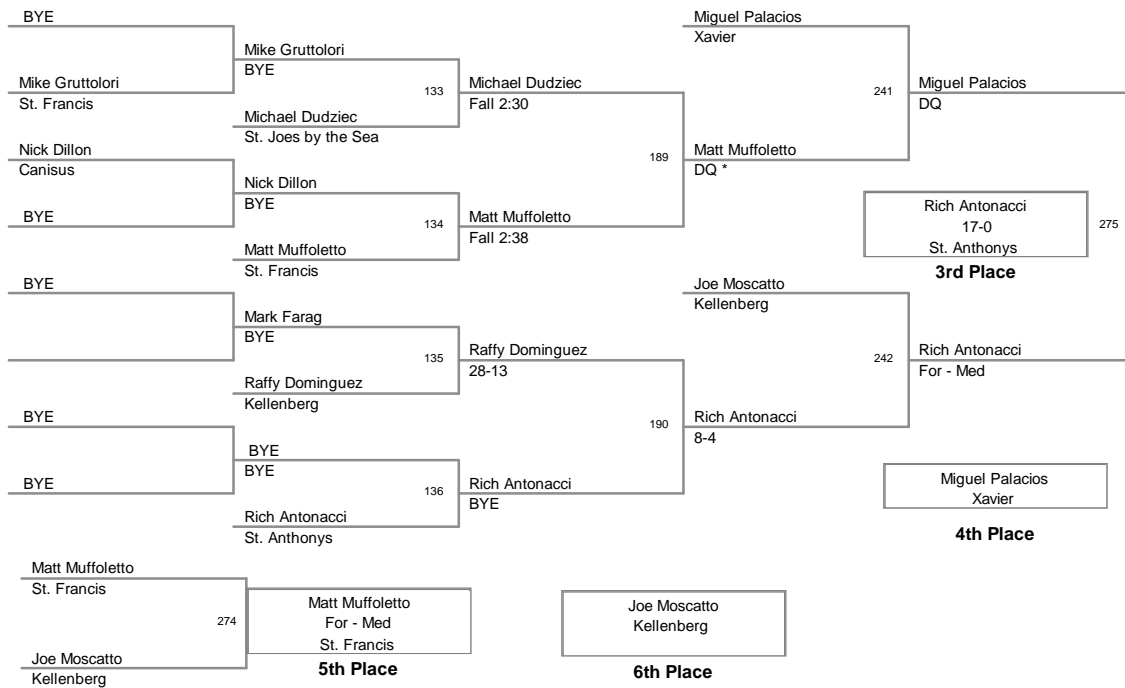 BYE
Mike Gruttolori
St. Francis
Nick Dillon
Canisus
BYE
BYE
BYE
BYE
Mike Gruttolori
BYE
133
Michael Dudziec
St. Joes by the Sea
Nick Dillon
BYE
134
Matt Muffoletto
St. Francis
Mark Farag
BYE
135
Raffy Dominguez
Kellenberg
BYE
BYE
136
Rich Antonacci
St. Anthonys
Michael Dudziec
Fall 2:30
189
Matt Muffoletto
Fall 2:38
Raffy Dominguez
28-13
190
Rich Antonacci
BYE
Miguel Palacios
Xavier
241
Matt Muffoletto
DQ *
Joe Moscatto
Kellenberg
242
Rich Antonacci
8-4
Miguel Palacios
DQ
Rich Antonacci
17-0
St. Anthonys
275
3rd Place
Rich Antonacci
For - Med
Miguel Palacios
Xavier
4th Place
Matt Muffoletto
St. Francis
274
Joe Moscatto
Kellenberg
Matt Muffoletto
For - Med
St. Francis
5th Place
Joe Moscatto
Kellenberg
6th Place